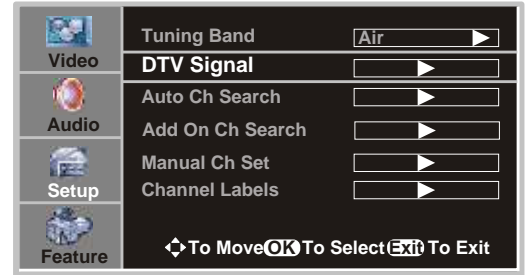 Video
Audio
Setup
Feature
Tuning Band Air
DTV Signal
Auto Ch Search
Add On Ch Search
Manual Ch Set
Channel Labels
To Move OK To Select Exit To Exit